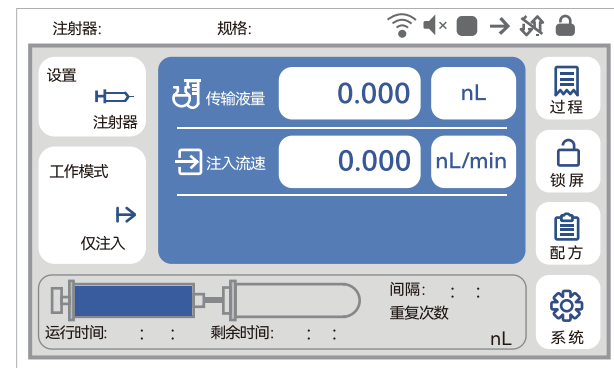 注射器: 规格:
设置
注射器
传输液量 0.000 nL
过程
工作模式
仅注入
注入流速 0.000 nL/min
锁屏
配方
间隔: : :
重复次数
运行时间: : : 剩余时间: : :
nL
系统